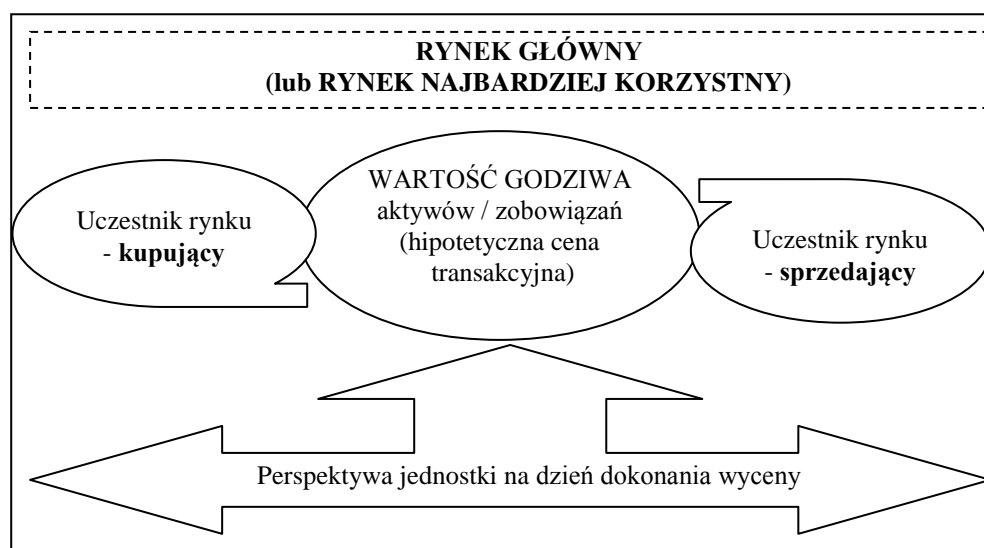 RYNEK GŁÓWNY
(lub RYNEK NAJBARDZIEJ KORZYSTNY)
Uczestnik rynku
- kupujący
WARTOŚĆ GODZIWA
aktywów / zobowiązań
(hipotetyczna cena
transakcyjna)
Uczestnik rynku
- sprzedający
Perspektywa jednostki na dzień dokonania wyceny